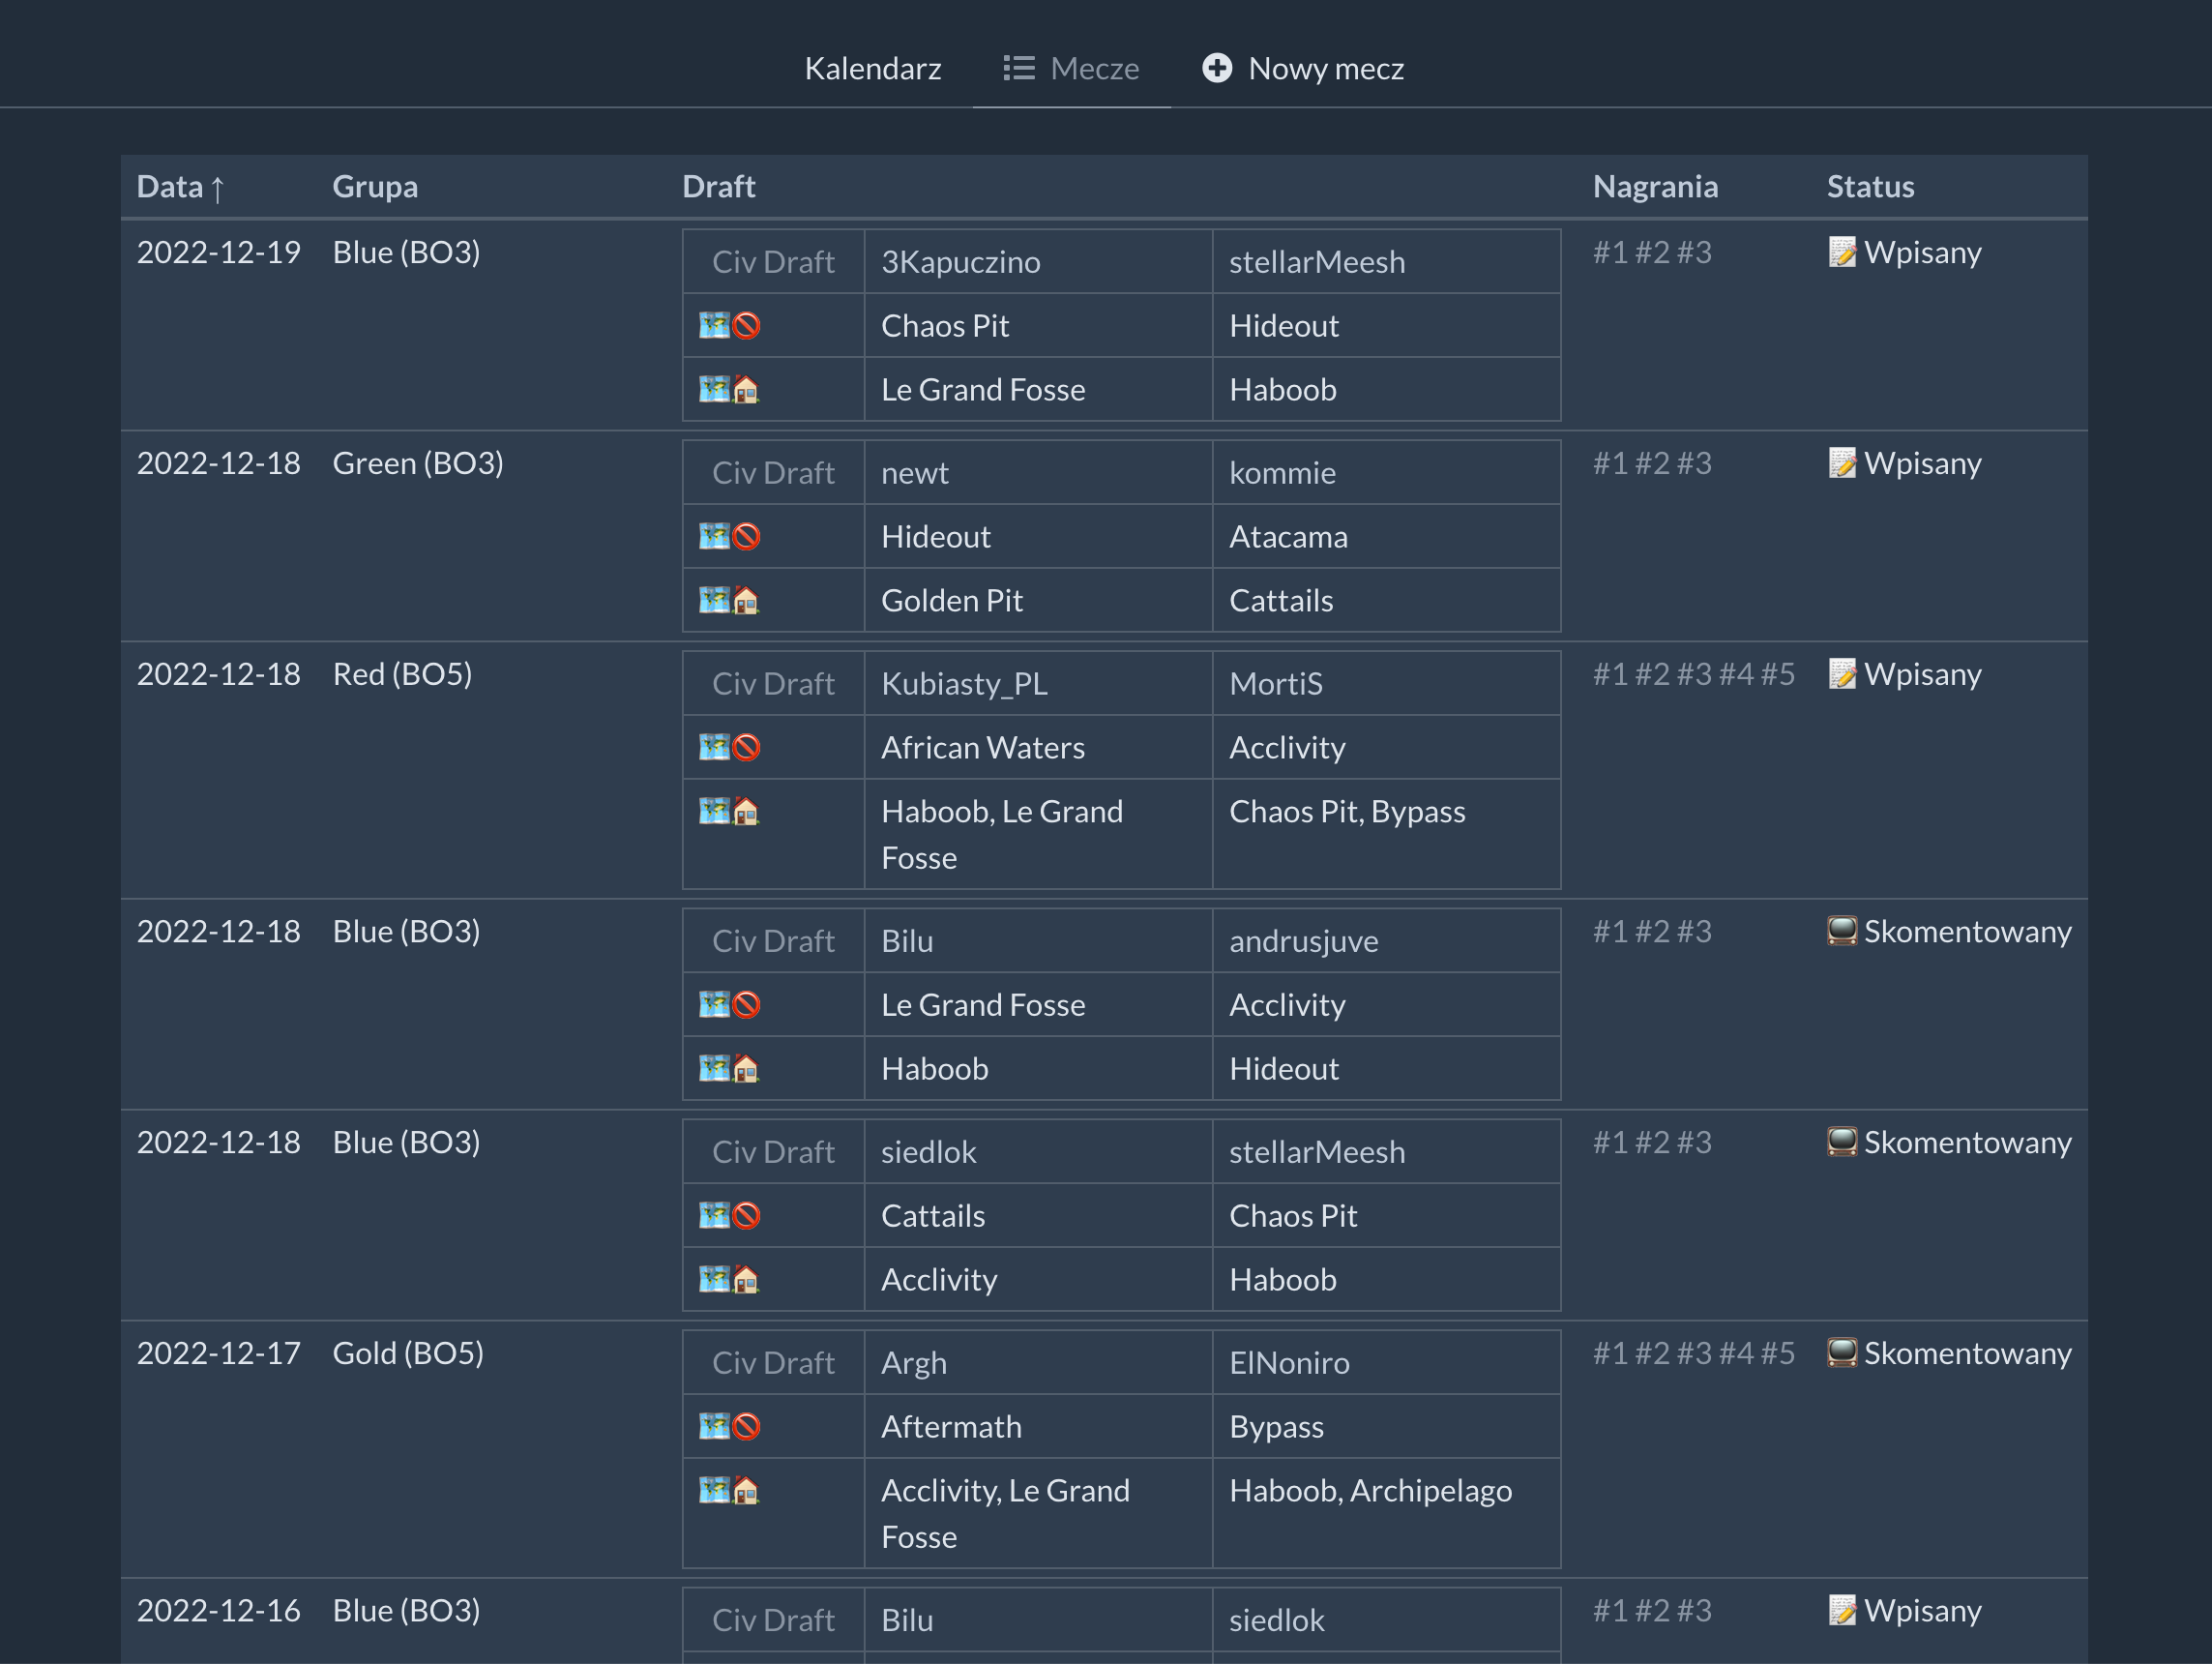 Kalendarz Mecze Nowy mecz
Data ↑ Grupa Draft Nagrania Status
2022-12-19 Blue (BO3) Civ Draft 3Kapuczino stellarMeesh #1 #2 #3 Wpisany
Chaos Pit Hideout
Le Grand Fosse Haboob
2022-12-18 Green (BO3) Civ Draft newt kommie #1 #2 #3 Wpisany
Hideout Atacama
Golden Pit Cattails
2022-12-18 Red (BO5) Civ Draft Kubiasty_PL MortiS #1 #2 #3 #4 #5 Wpisany
African Waters Acclivity
Haboob, Le Grand Chaos Pit, Bypass
Fosse
2022-12-18 Blue (BO3) Civ Draft Bilu andrusjuve #1 #2 #3 Skomentowany
Le Grand Fosse Acclivity
Haboob Hideout
2022-12-18 Blue (BO3) Civ Draft siedlok stellarMeesh #1 #2 #3 Skomentowany
Cattails Chaos Pit
Acclivity Haboob
2022-12-17 Gold (BO5) Civ Draft Argh ElNoniro #1 #2 #3 #4 #5 Skomentowany
Aftermath Bypass
Acclivity, Le Grand Haboob, Archipelago
Fosse
2022-12-16 Blue (BO3) Civ Draft Bilu siedlok #1 #2 #3 Wpisany